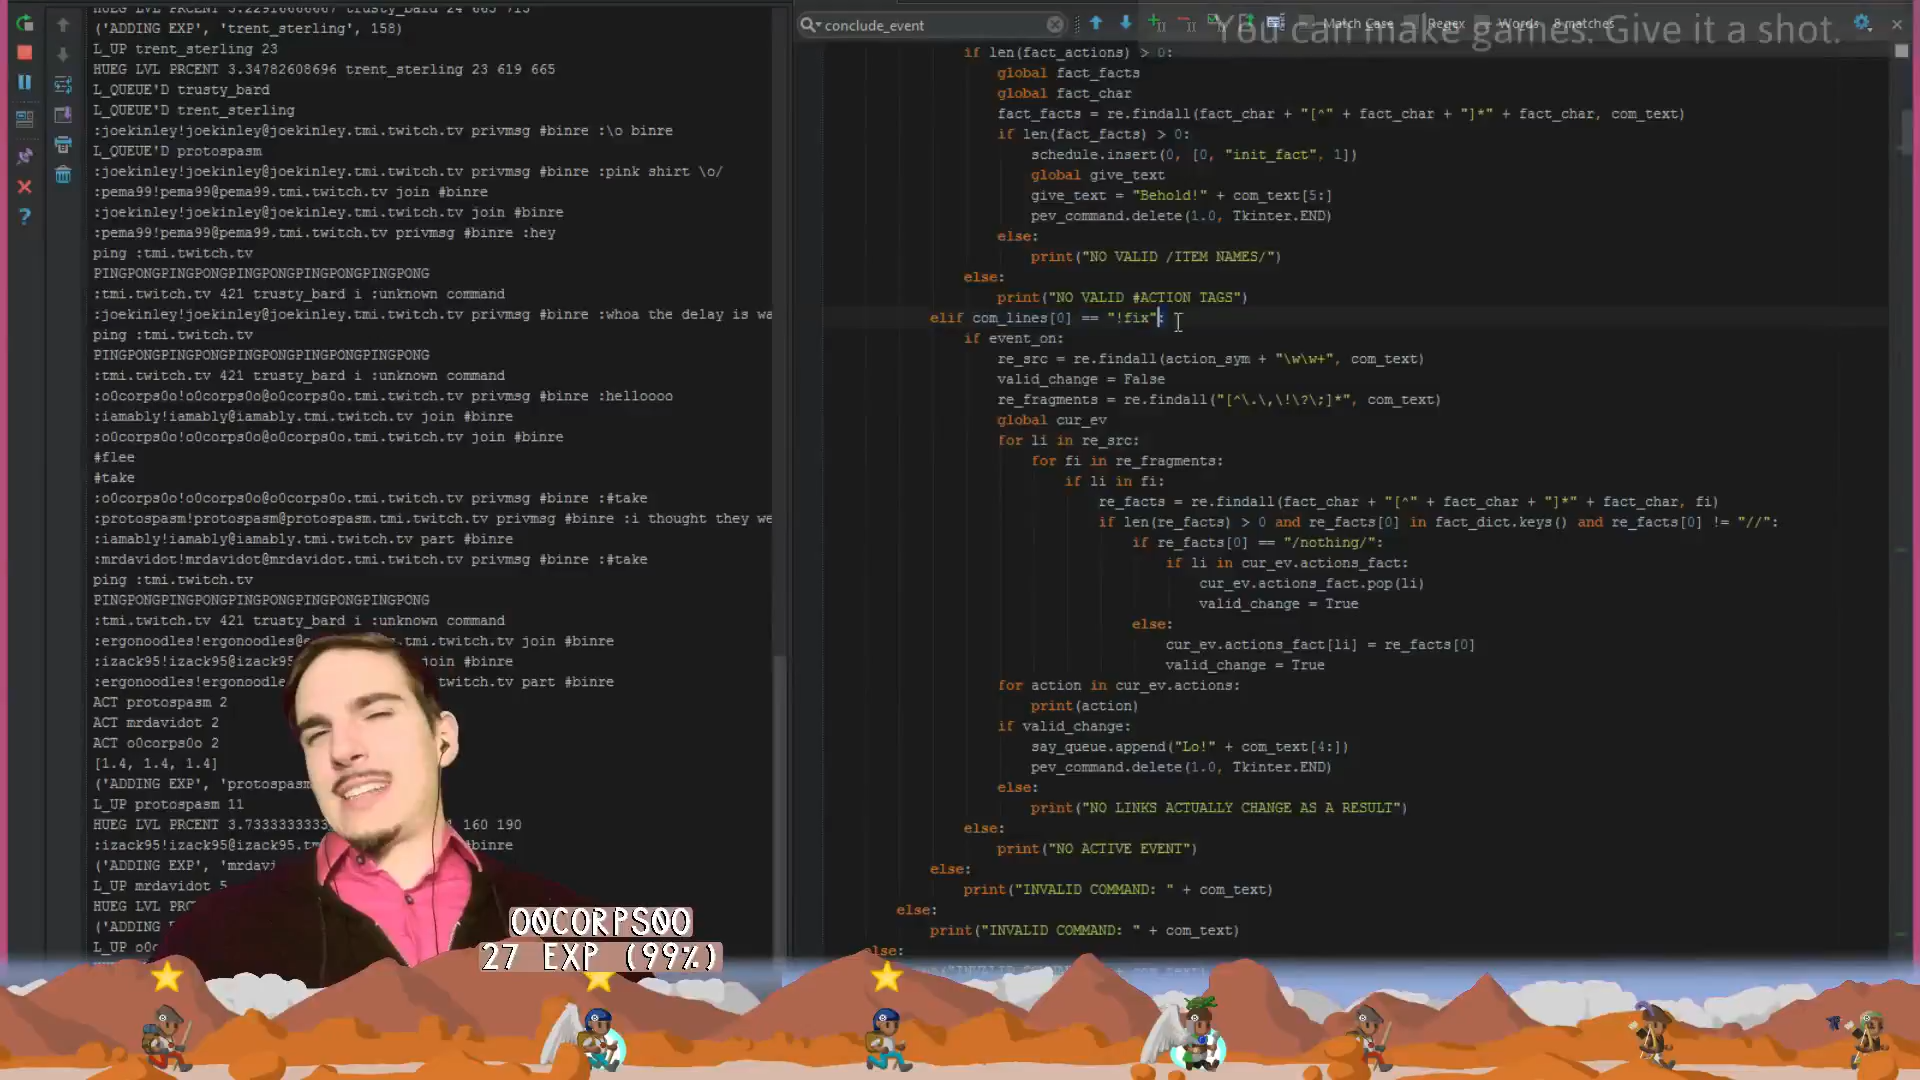 HUEG LVL PRCENT 3.22916666667 trusty_bard 24 665 713
('ADDING EXP', 'trent_sterling', 158)
L_UP trent_sterling 23
HUEG LVL PRCENT 3.34782608696 trent_sterling 23 619 665
L_QUEUE'D trusty_bard
L_QUEUE'D trent_sterling
:joekinley!joekinley@joekinley.tmi.twitch.tv privmsg #binre :\o binre
L_QUEUE'D protospasm
:joekinley!joekinley@joekinley.tmi.twitch.tv privmsg #binre :pink shirt \o/
:pema99!pema99@pema99.tmi.twitch.tv join #binre
:joekinley!joekinley@joekinley.tmi.twitch.tv join #binre
:pema99!pema99@pema99.tmi.twitch.tv privmsg #binre :hey
ping :tmi.twitch.tv
PINGPONGPINGPONGPINGPONGPINGPONGPINGPONG
:tmi.twitch.tv 421 trusty_bard i :unknown command
:joekinley!joekinley@joekinley.tmi.twitch.tv privmsg #binre :whoa the delay is wa
ping :tmi.twitch.tv
PINGPONGPINGPONGPINGPONGPINGPONGPINGPONG
:tmi.twitch.tv 421 trusty_bard i :unknown command
:o0corps0o!o0corps0o@o0corps0o.tmi.twitch.tv privmsg #binre :helloooo
:iamably!iamably@iamably.tmi.twitch.tv join #binre
:o0corps0o!o0corps0o@o0corps0o.tmi.twitch.tv join #binre
#flee
#take
:o0corps0o!o0corps0o@o0corps0o.tmi.twitch.tv privmsg #binre :#take
:protospasm!protospasm@protospasm.tmi.twitch.tv privmsg #binre :i thought they we
:iamably!iamably@iamably.tmi.twitch.tv part #binre
:mrdavidot!mrdavidot@mrdavidot.tmi.twitch.tv privmsg #binre :#take
ping :tmi.twitch.tv
PINGPONGPINGPONGPINGPONGPINGPONGPINGPONG
:tmi.twitch.tv 421 trusty_bard i :unknown command
:ergonoodles!ergonoodles@e .tmi.twitch.tv join #binre
:izack95!izack95@izack95 join #binre
:ergonoodles!ergonoodle twitch.tv part #binre
ACT protospasm 2
ACT mrdavidot 2
ACT o0corps0o 2
[1.4, 1.4, 1.4]
('ADDING EXP', 'protospasm
L_UP protospasm 11
HUEG LVL PRCENT 3.7333333333 160 190
:izack95!izack95@izack95.tm #binre
('ADDING EXP', 'mrdavi
L_UP mrdavidot 5
HUEG LVL PRC
('ADDING
L_UP o0c
conclude_event
Match Case
Regex
Words
8 matches
You can make games. Give it a shot.
if len(fact_actions) > 0:
global fact_facts
global fact_char
fact_facts = re.findall(fact_char + "[^" + fact_char + "]*" + fact_char, com_text)
if len(fact_facts) > 0:
schedule.insert(0, [0, "init_fact", 1])
global give_text
give_text = "Behold!" + com_text[5:]
pev_command.delete(1.0, Tkinter.END)
else:
print("NO VALID /ITEM NAMES/")
else:
print("NO VALID #ACTION TAGS")
elif com_lines[0] == "!fix":
if event_on:
re_src = re.findall(action_sym + "\w\w+", com_text)
valid_change = False
re_fragments = re.findall("[^\.\,\!\?\;]*", com_text)
global cur_ev
for li in re_src:
for fi in re_fragments:
if li in fi:
re_facts = re.findall(fact_char + "[^" + fact_char + "]*" + fact_char, fi)
if len(re_facts) > 0 and re_facts[0] in fact_dict.keys() and re_facts[0] != "//":
if re_facts[0] == "/nothing/":
if li in cur_ev.actions_fact:
cur_ev.actions_fact.pop(li)
valid_change = True
else:
cur_ev.actions_fact[li] = re_facts[0]
valid_change = True
for action in cur_ev.actions:
print(action)
if valid_change:
say_queue.append("Lo!" + com_text[4:])
pev_command.delete(1.0, Tkinter.END)
else:
print("NO LINKS ACTUALLY CHANGE AS A RESULT")
else:
print("NO ACTIVE EVENT")
else:
print("INVALID COMMAND: " + com_text)
else:
print("INVALID COMMAND: " + com_text)
else:
O0CORPS0O
27 EXP (99%)